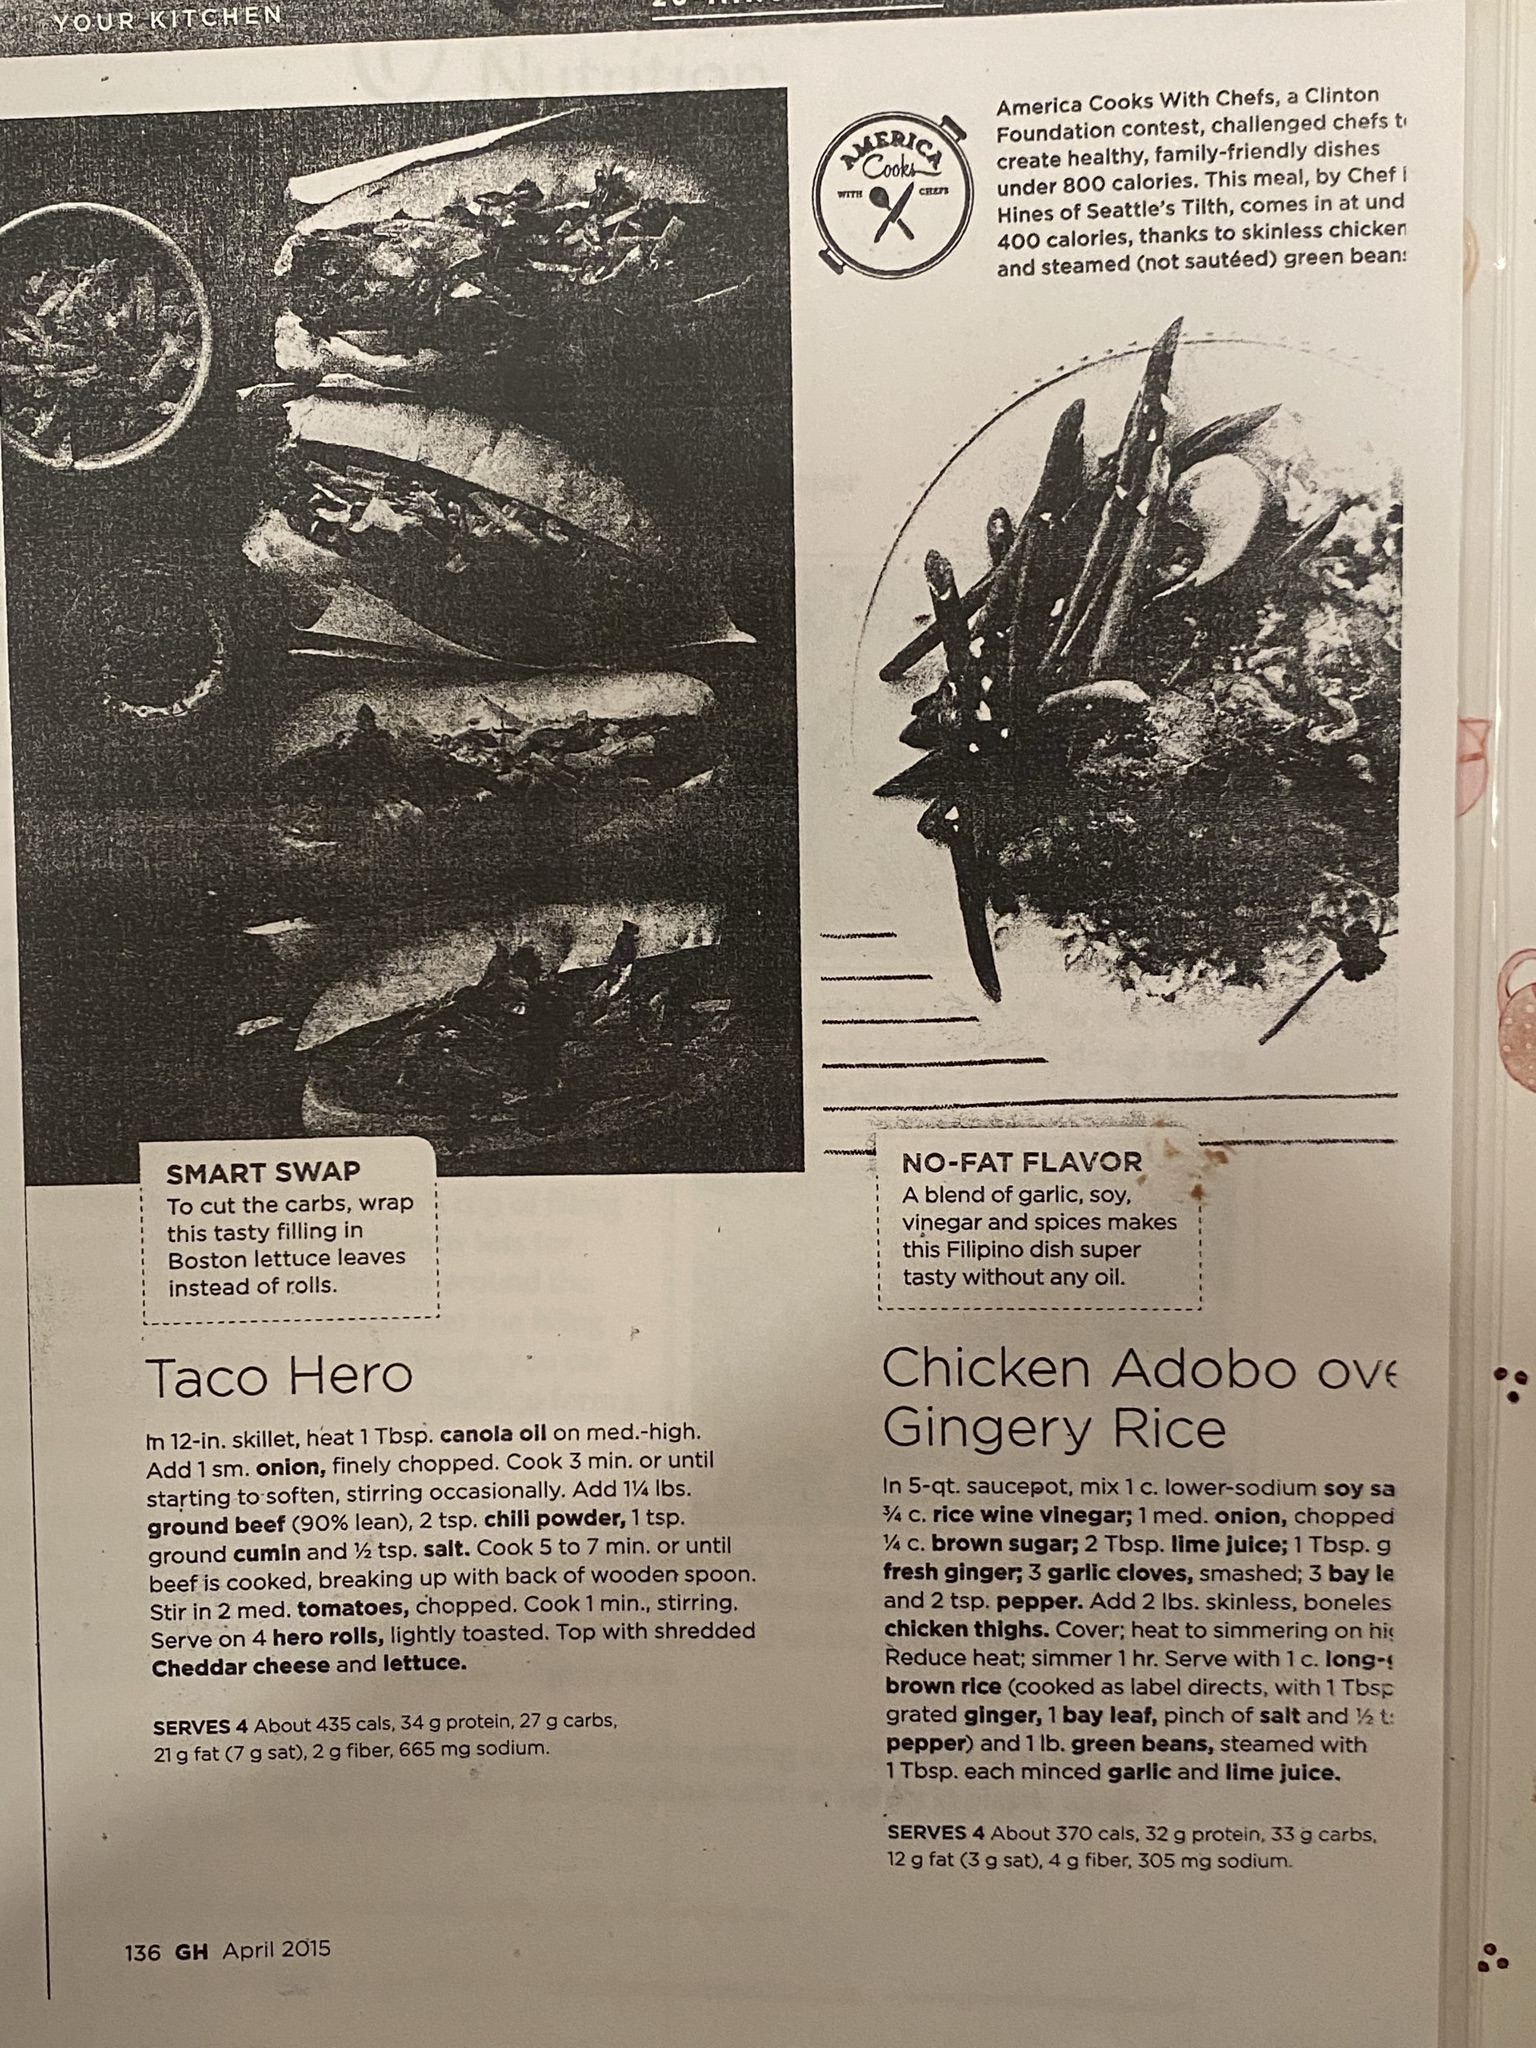 YOUR KITCHEN
Nutrition
AMERICA
Cooks
WITH CHEFS
America Cooks With Chefs, a Clinton
Foundation contest, challenged chefs
create healthy, family-friendly dishes
under 800 calories. This meal, by Chef
Hines of Seattle's Tilth, comes in at und
400 calories, thanks to skinless chicken
and steamed (not sautéed) green beans
SMART SWAP
To cut the carbs, wrap
this tasty filling in
Boston lettuce leaves
instead of rolls.
Taco Hero
In 12-in. skillet, heat 1 Tbsp. canola oil on med.-high.
Add 1 sm. onion, finely chopped. Cook 3 min. or until
starting to soften, stirring occasionally. Add 1¼ lbs.
ground beef (90% lean), 2 tsp. chili powder, 1 tsp.
ground cumin and ½ tsp. salt. Cook 5 to 7 min. or until
beef is cooked, breaking up with back of wooden spoon.
Stir in 2 med. tomatoes, chopped. Cook 1 min., stirring.
Serve on 4 hero rolls, lightly toasted. Top with shredded
Cheddar cheese and lettuce.
SERVES 4 About 435 cals, 34 g protein, 27 g carbs,
21 g fat (7 g sat), 2 g fiber, 665 mg sodium.
NO-FAT FLAVOR
A blend of garlic, soy,
vinegar and spices makes
this Filipino dish super
tasty without any oil.
Chicken Adobo ove
Gingery Rice
In 5-qt. saucepot, mix 1 c. lower-sodium soy sa
¾ c. rice wine vinegar; 1 med. onion, chopped
¼ c. brown sugar; 2 Tbsp. lime juice; 1 Tbsp. g
fresh ginger; 3 garlic cloves, smashed; 3 bay le
and 2 tsp. pepper. Add 2 lbs. skinless, boneles
chicken thighs. Cover; heat to simmering on hig
Reduce heat; simmer 1 hr. Serve with 1 c. long-
brown rice (cooked as label directs, with 1 Tbsp
grated ginger, 1 bay leaf, pinch of salt and ½ t
pepper) and 1 lb. green beans, steamed with
1 Tbsp. each minced garlic and lime juice.
SERVES 4 About 370 cals, 32 g protein, 33 g carbs,
12 g fat (3 g sat), 4 g fiber, 305 mg sodium.
136 GH April 2015